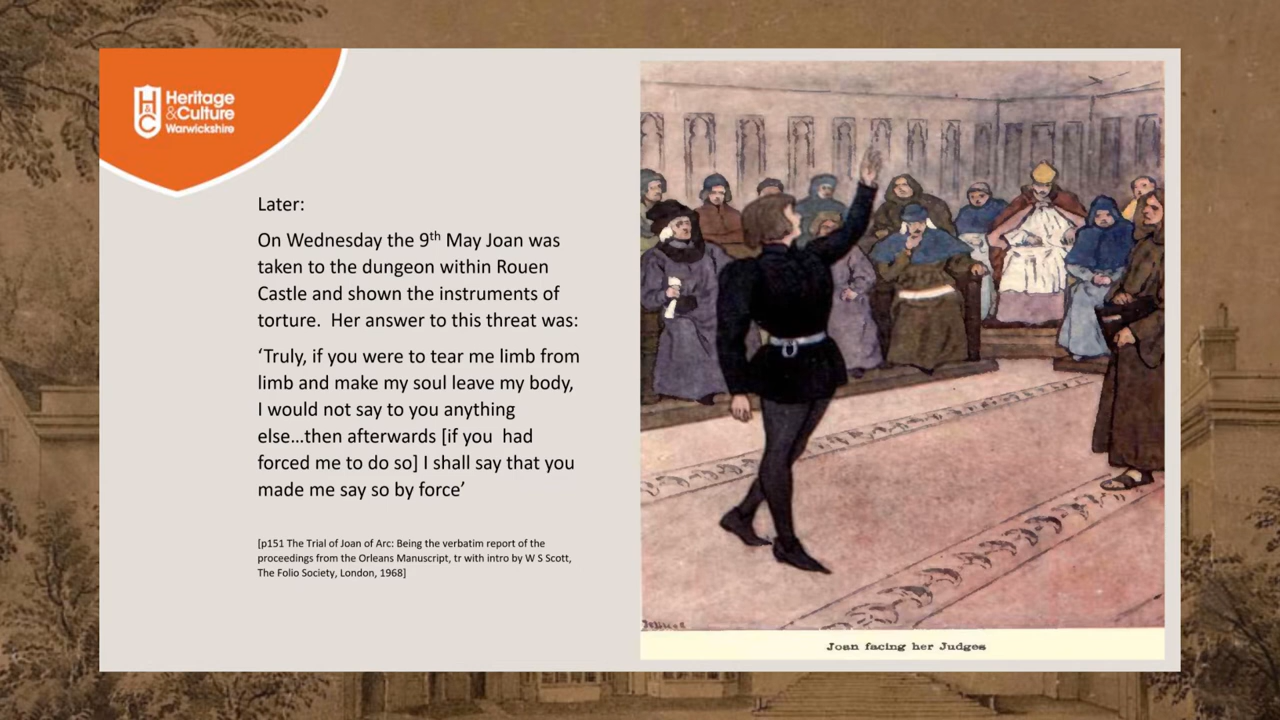 Heritage
&Culture
Warwickshire
H
&
C
Later:
On Wednesday the 9th May Joan was
taken to the dungeon within Rouen
Castle and shown the instruments of
torture.  Her answer to this threat was:
‘Truly, if you were to tear me limb from
limb and make my soul leave my body,
I would not say to you anything
else…then afterwards [if you  had
forced me to do so] I shall say that you
made me say so by force’
[p151 The Trial of Joan of Arc: Being the verbatim report of the
proceedings from the Orleans Manuscript, tr with intro by W S Scott,
The Folio Society, London, 1968]
Joan facing her Judges